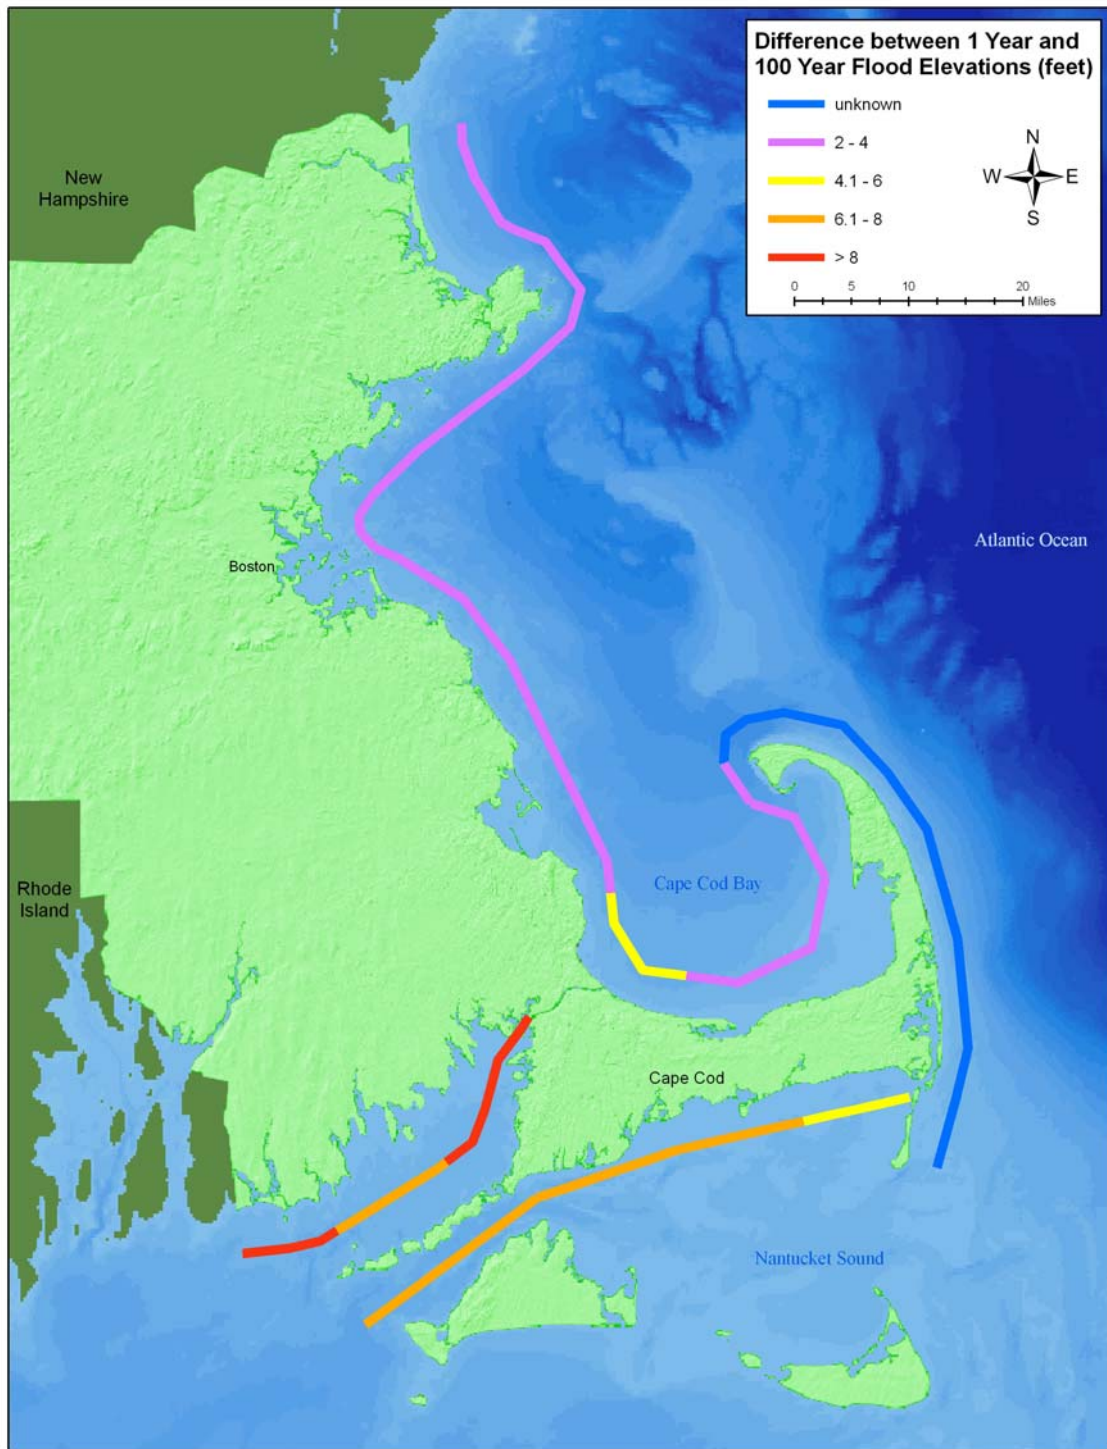 Difference between 1 Year and
100 Year Flood Elevations (feet)
unknown
2 - 4
4.1 - 6
6.1 - 8
> 8
N
W E
S
0 5 10 20
Miles
New
Hampshire
Atlantic Ocean
Boston
Rhode
Island
Cape Cod Bay
Cape Cod
Nantucket Sound